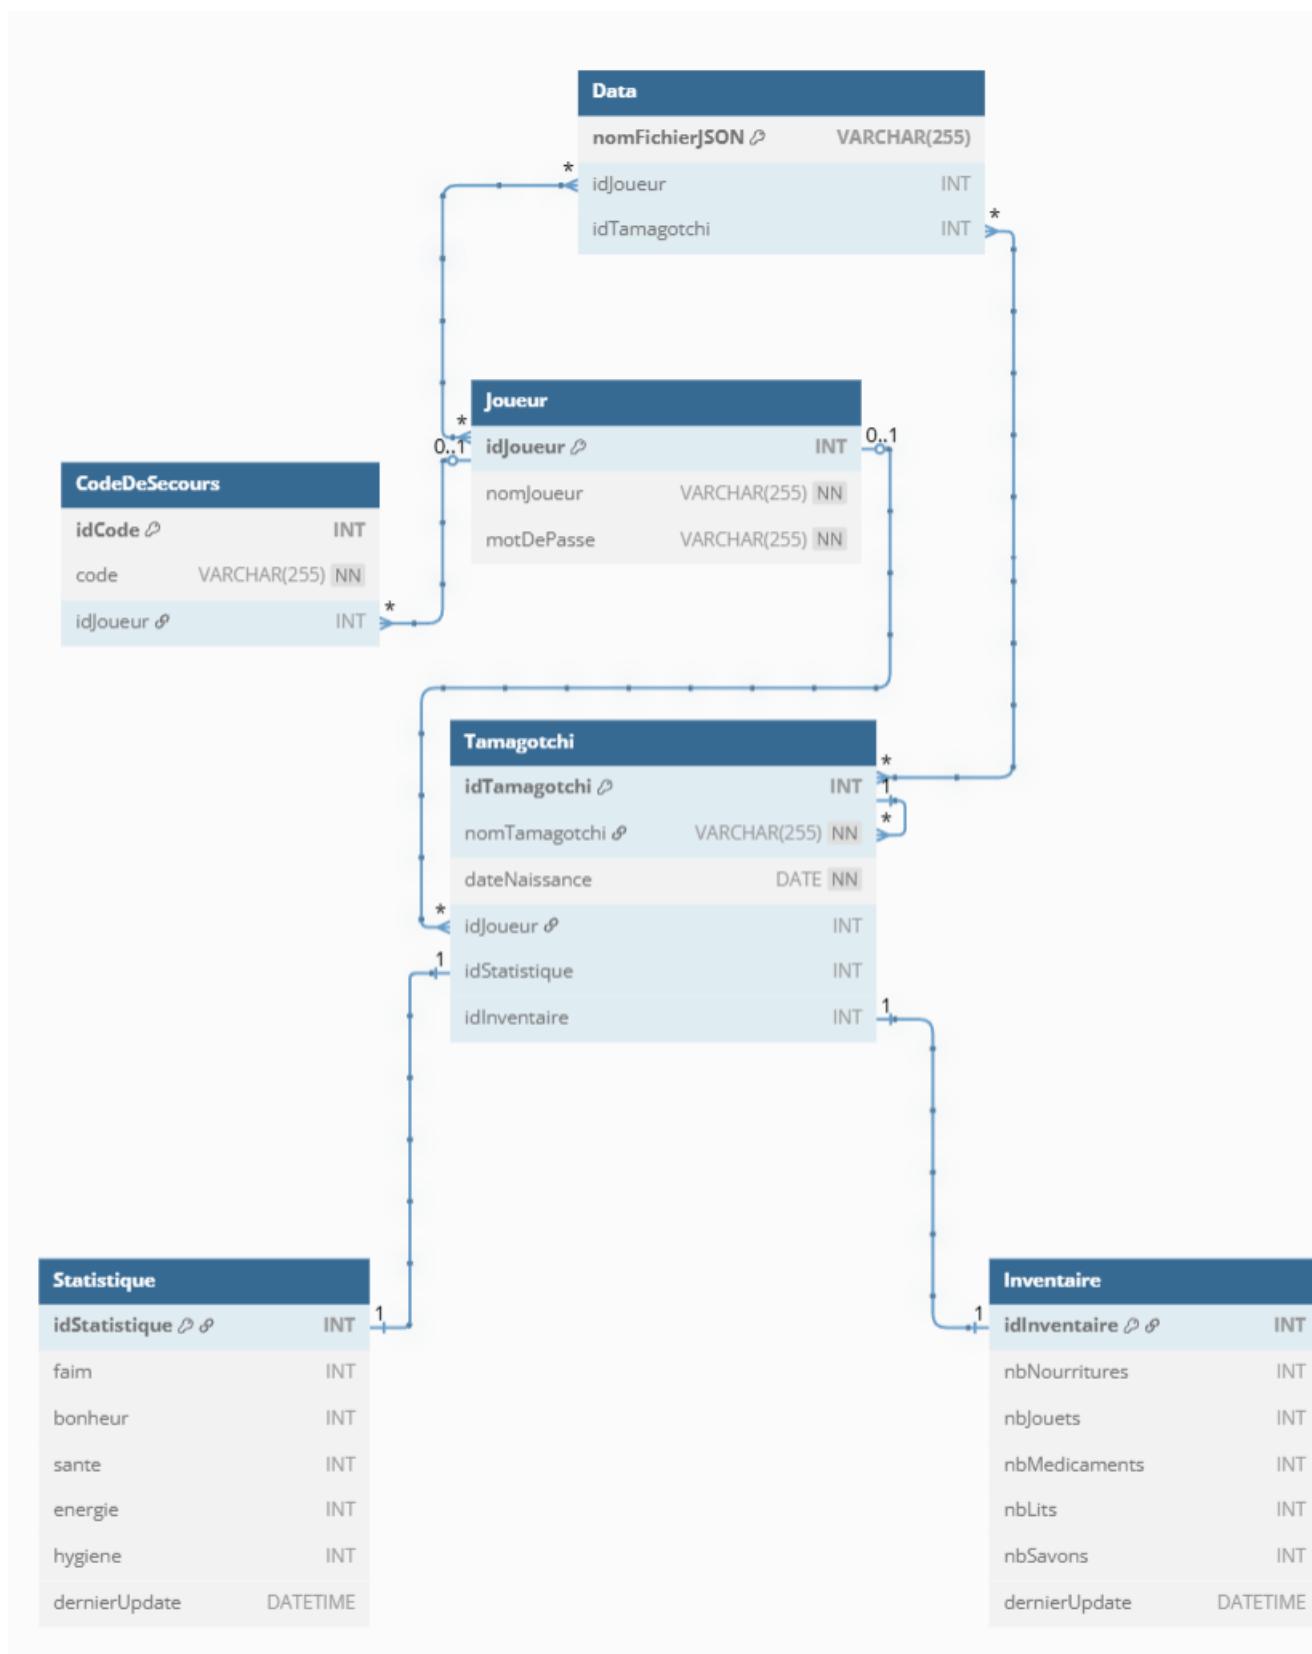 Data
nomFichierJSON VARCHAR(255)
* idJoueur INT
idTamagotchi INT *
Joueur
*
0..1 idJoueur INT 0..1
nomJoueur VARCHAR(255) NN
motDePasse VARCHAR(255) NN
CodeDeSecours
idCode INT
code VARCHAR(255) NN
idJoueur INT *
Tamagotchi
*
idTamagotchi INT 1
nomTamagotchi VARCHAR(255) NN *
dateNaissance DATE NN
* idJoueur INT
1 idStatistique INT
idInventaire INT 1
Statistique
idStatistique INT 1
faim INT
bonheur INT
sante INT
energie INT
hygiene INT
dernierUpdate DATETIME
Inventaire
1 idInventaire INT
nbNourritures INT
nbJouets INT
nbMedicaments INT
nbLits INT
nbSavons INT
dernierUpdate DATETIME